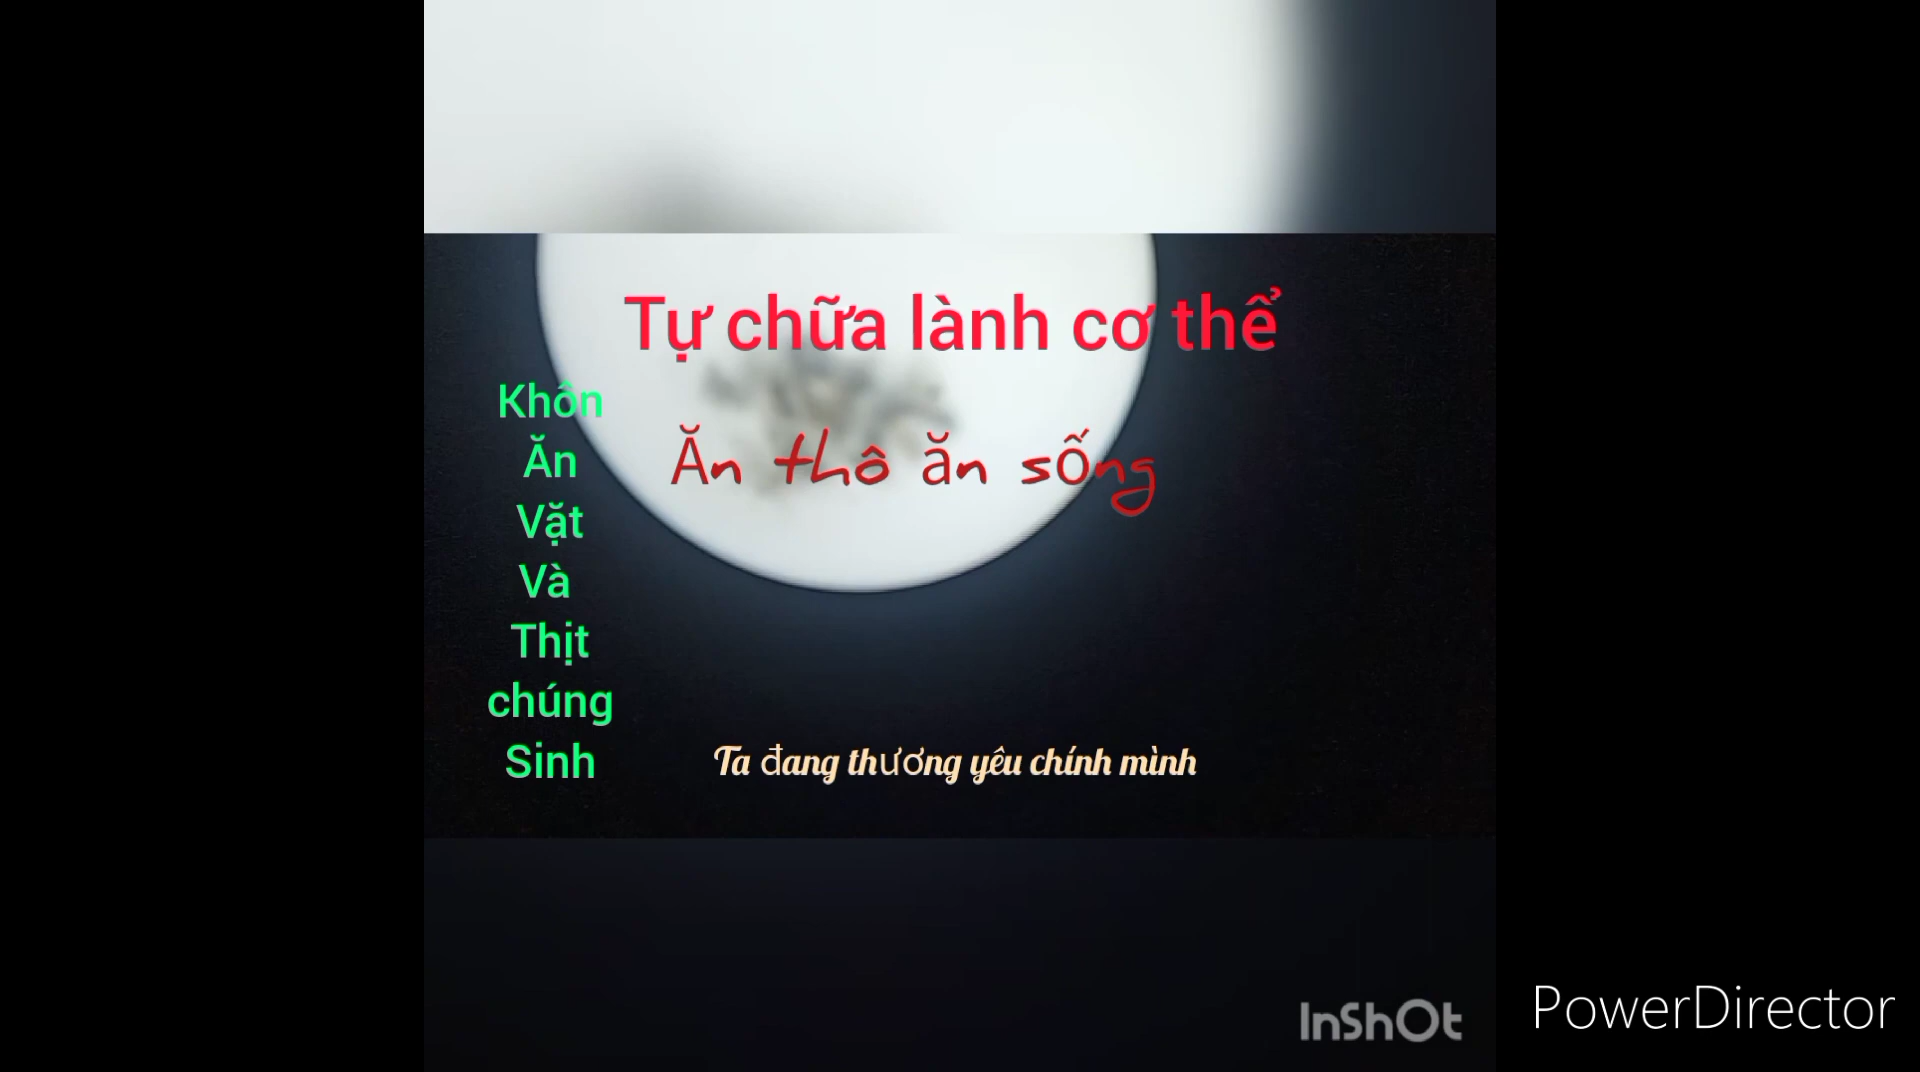 Tự chữa lành cơ thể
Khôn
Ăn
Vặt
Và
Thịt
chúng
Sinh
Ăn thô ăn sống
Ta đang thương yêu chính mình
InShOt
PowerDirector